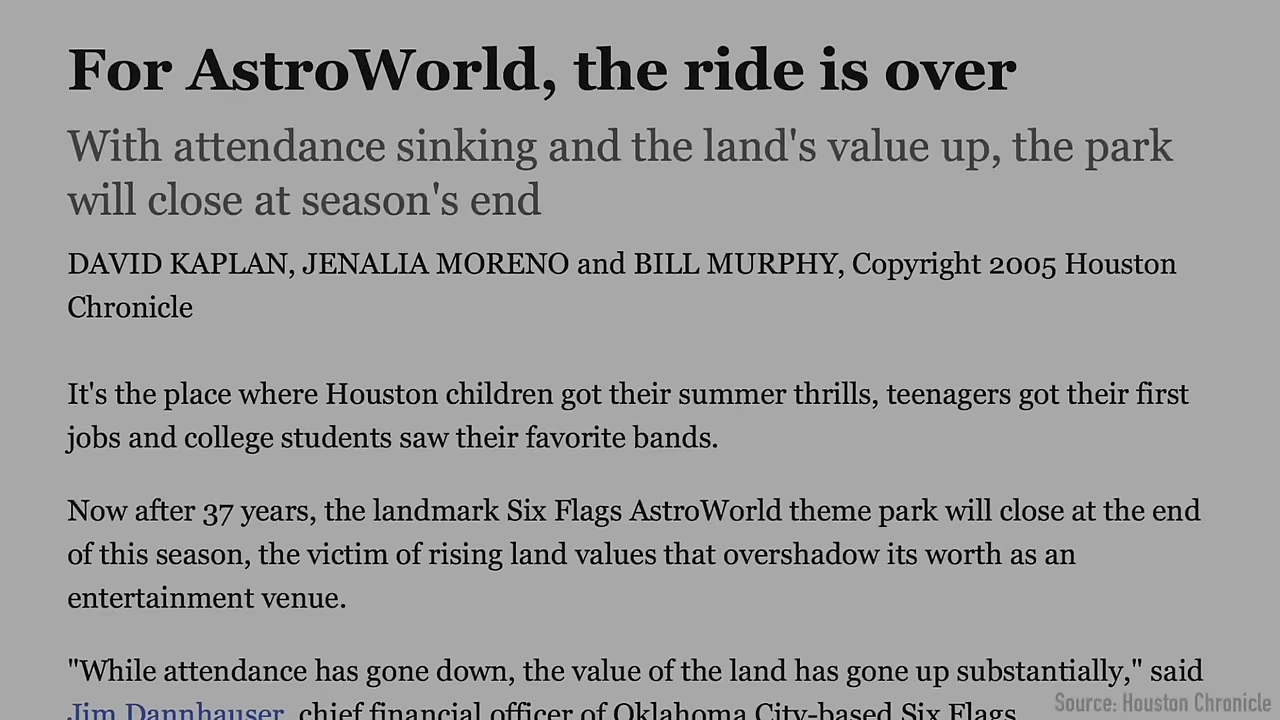 For AstroWorld, the ride is over
With attendance sinking and the land's value up, the park
will close at season's end
DAVID KAPLAN, JENALIA MORENO and BILL MURPHY, Copyright 2005 Houston
Chronicle
It's the place where Houston children got their summer thrills, teenagers got their first
jobs and college students saw their favorite bands.
Now after 37 years, the landmark Six Flags AstroWorld theme park will close at the end
of this season, the victim of rising land values that overshadow its worth as an
entertainment venue.
"While attendance has gone down, the value of the land has gone up substantially," said
Jim Dannhauser, chief financial officer of Oklahoma City-based Six Flags
Source: Houston Chronicle